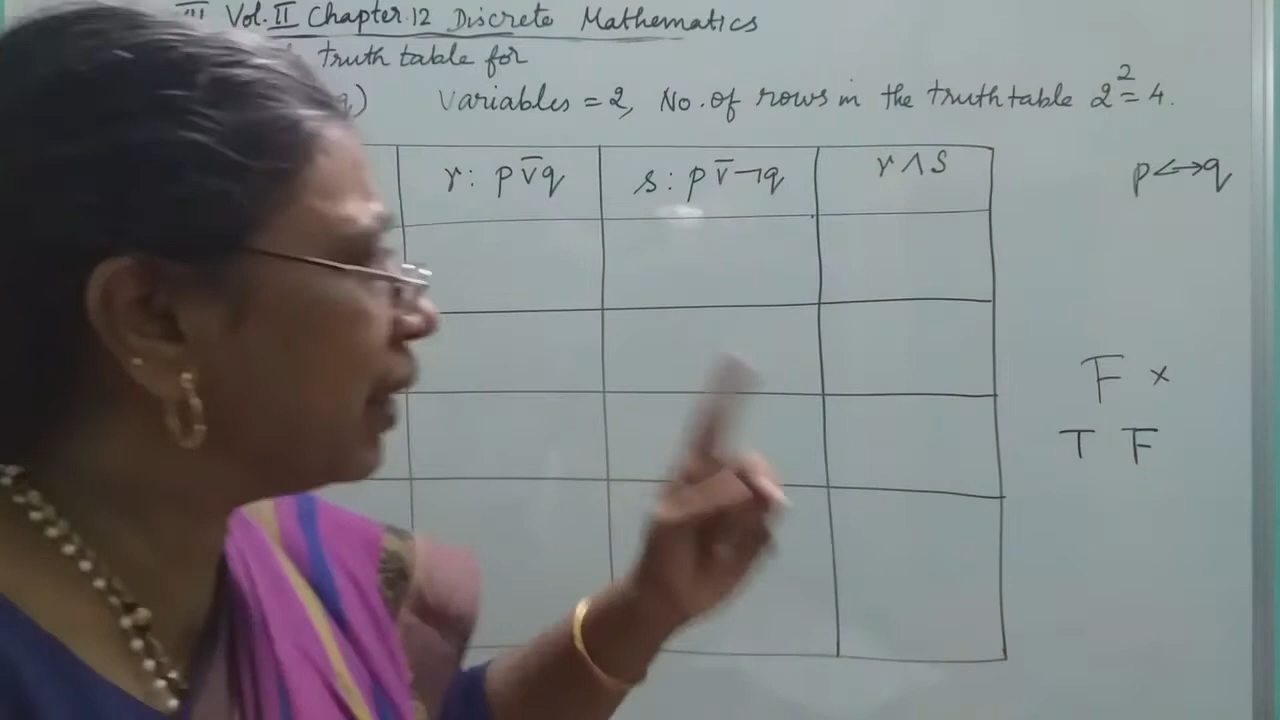 III Vol.II Chapter.12 Discrete Mathematics
truth table for
q) Variables = 2, No. of rows in the truth table 2² = 4.
r: p v̅ q s: p v̅ ¬q r ∧ s p ↔ q
F ×
T F